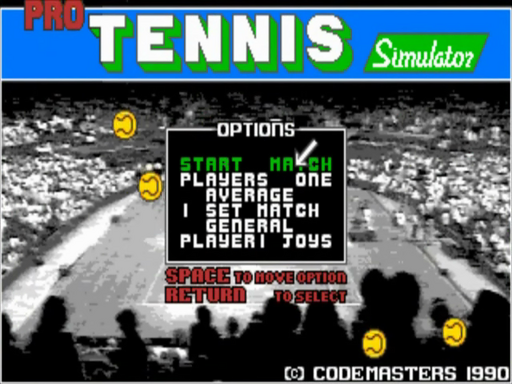 PRO
TENNIS
Simulator
OPTIONS
START MATCH
PLAYERS ONE
AVERAGE
1 SET MATCH
GENERAL
PLAYER1 JOYS
SPACE TO MOVE OPTION
RETURN TO SELECT
(C) CODEMASTERS 1990